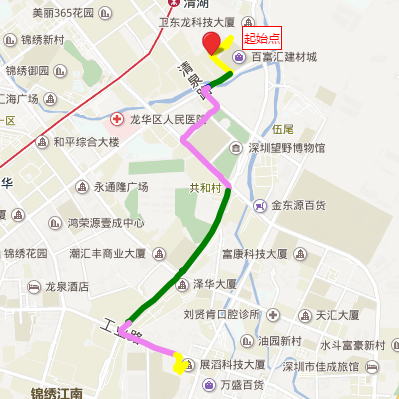 清湖
美丽365花园
卫东龙科技大厦
起始点
锦绣新村
百富汇建材城
清泉路
锦绣御园
汇海广场
龙华区人民医院
伍尾
一区
和平综合大楼
深圳望野博物馆
华
永通隆广场
共和村
金东源百货
鸿荣源壹成中心
锦绣花园
潮汇丰商业大厦
富康科技大厦
龙泉酒店
泽华大厦
刘贤肯口腔诊所
天汇大厦
工业路
油园新村
水斗富豪新村
展滔科技大厦
深圳市佳成旅馆
锦绣江南
万盛百货